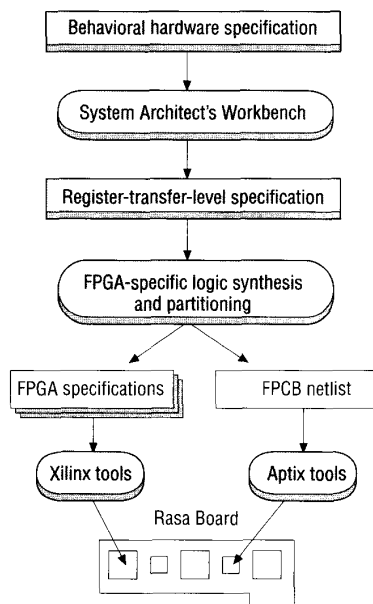 Behavioral hardware specification
System Architect's Workbench
Register-transfer-level specification
FPGA-specific logic synthesis
and partitioning
FPGA specifications
FPCB netlist
Xilinx tools
Aptix tools
Rasa Board